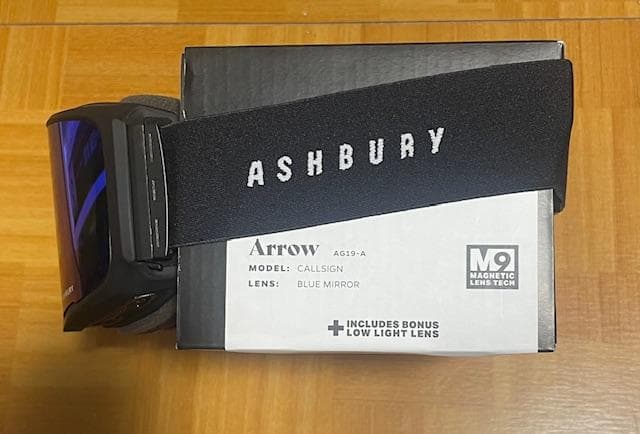 ASHBURY
Arrow AG19-A
MODEL: CALLSIGN
LENS: BLUE MIRROR
M9
MAGNETIC
LENS TECH
+ INCLUDES BONUS
LOW LIGHT LENS